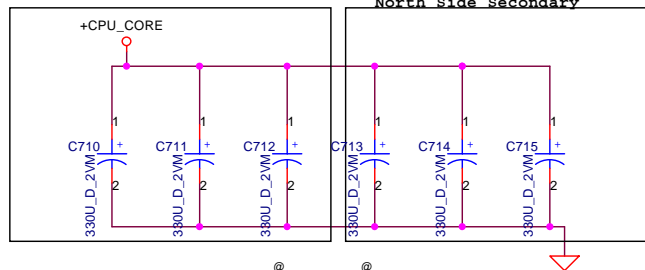 North Side Secondary
+CPU_CORE
1 1 1 1 1 1
C710 + C711 + C712 + C713 + C714 + C715 +
2 2 2 2 2 2
330U_D_2VM 330U_D_2VM 330U_D_2VM 330U_D_2VM 330U_D_2VM 330U_D_2VM
@ @